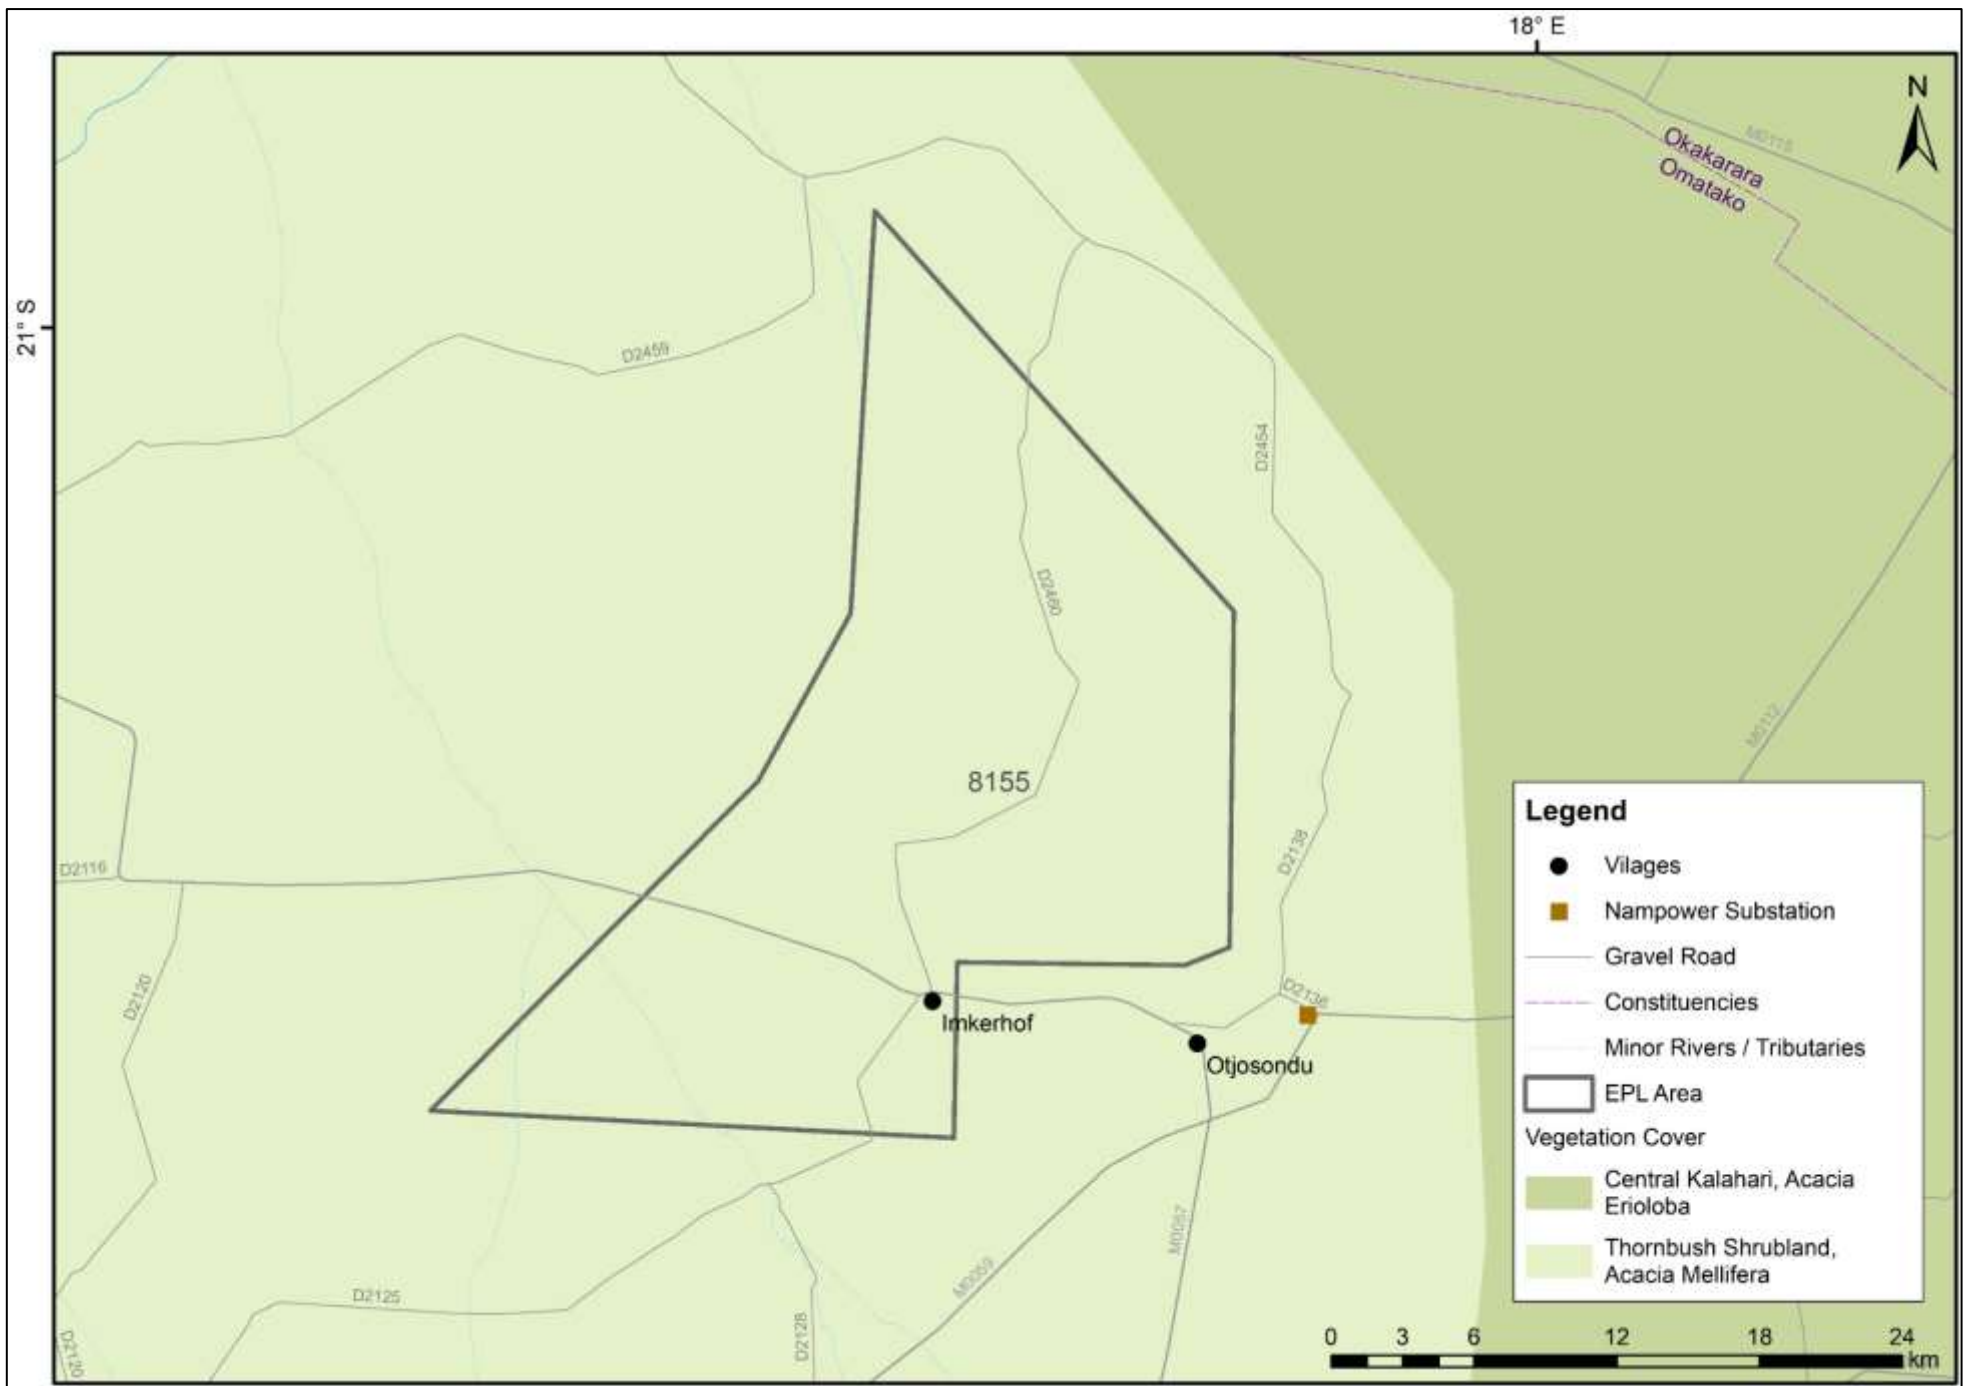 18° E
N
M0115
Okakarara
Omatako
21° S
D2459
D2454
D2460
M0112
8155
D2116
D2138
D2120
D2136
Imkerhof
Otjosondu
M0087
M0059
D2125
D2128
D2120
Legend
Vilages
Nampower Substation
Gravel Road
Constituencies
Minor Rivers / Tributaries
EPL Area
Vegetation Cover
Central Kalahari, Acacia
Erioloba
Thornbush Shrubland,
Acacia Mellifera
0 3 6 12 18 24
km